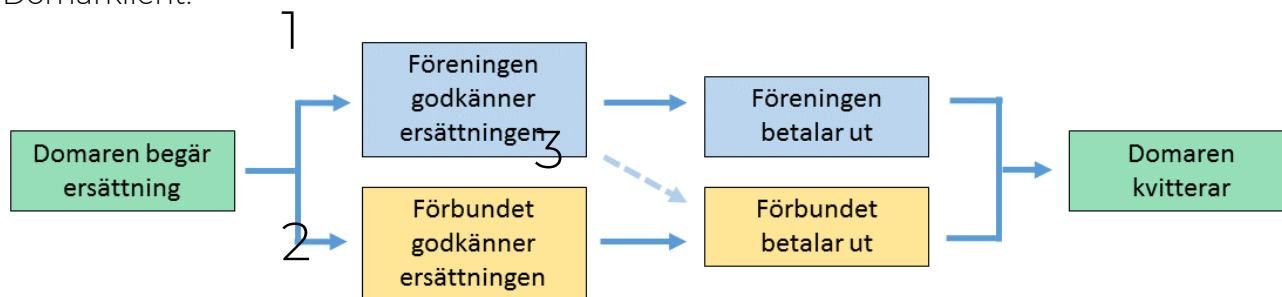 Domarklient.
1
Föreningen
godkänner
ersättningen
3
Föreningen
betalar ut
Domaren begär
ersättning
Domaren
kvitterar
2
Förbundet
godkänner
ersättningen
Förbundet
betalar ut